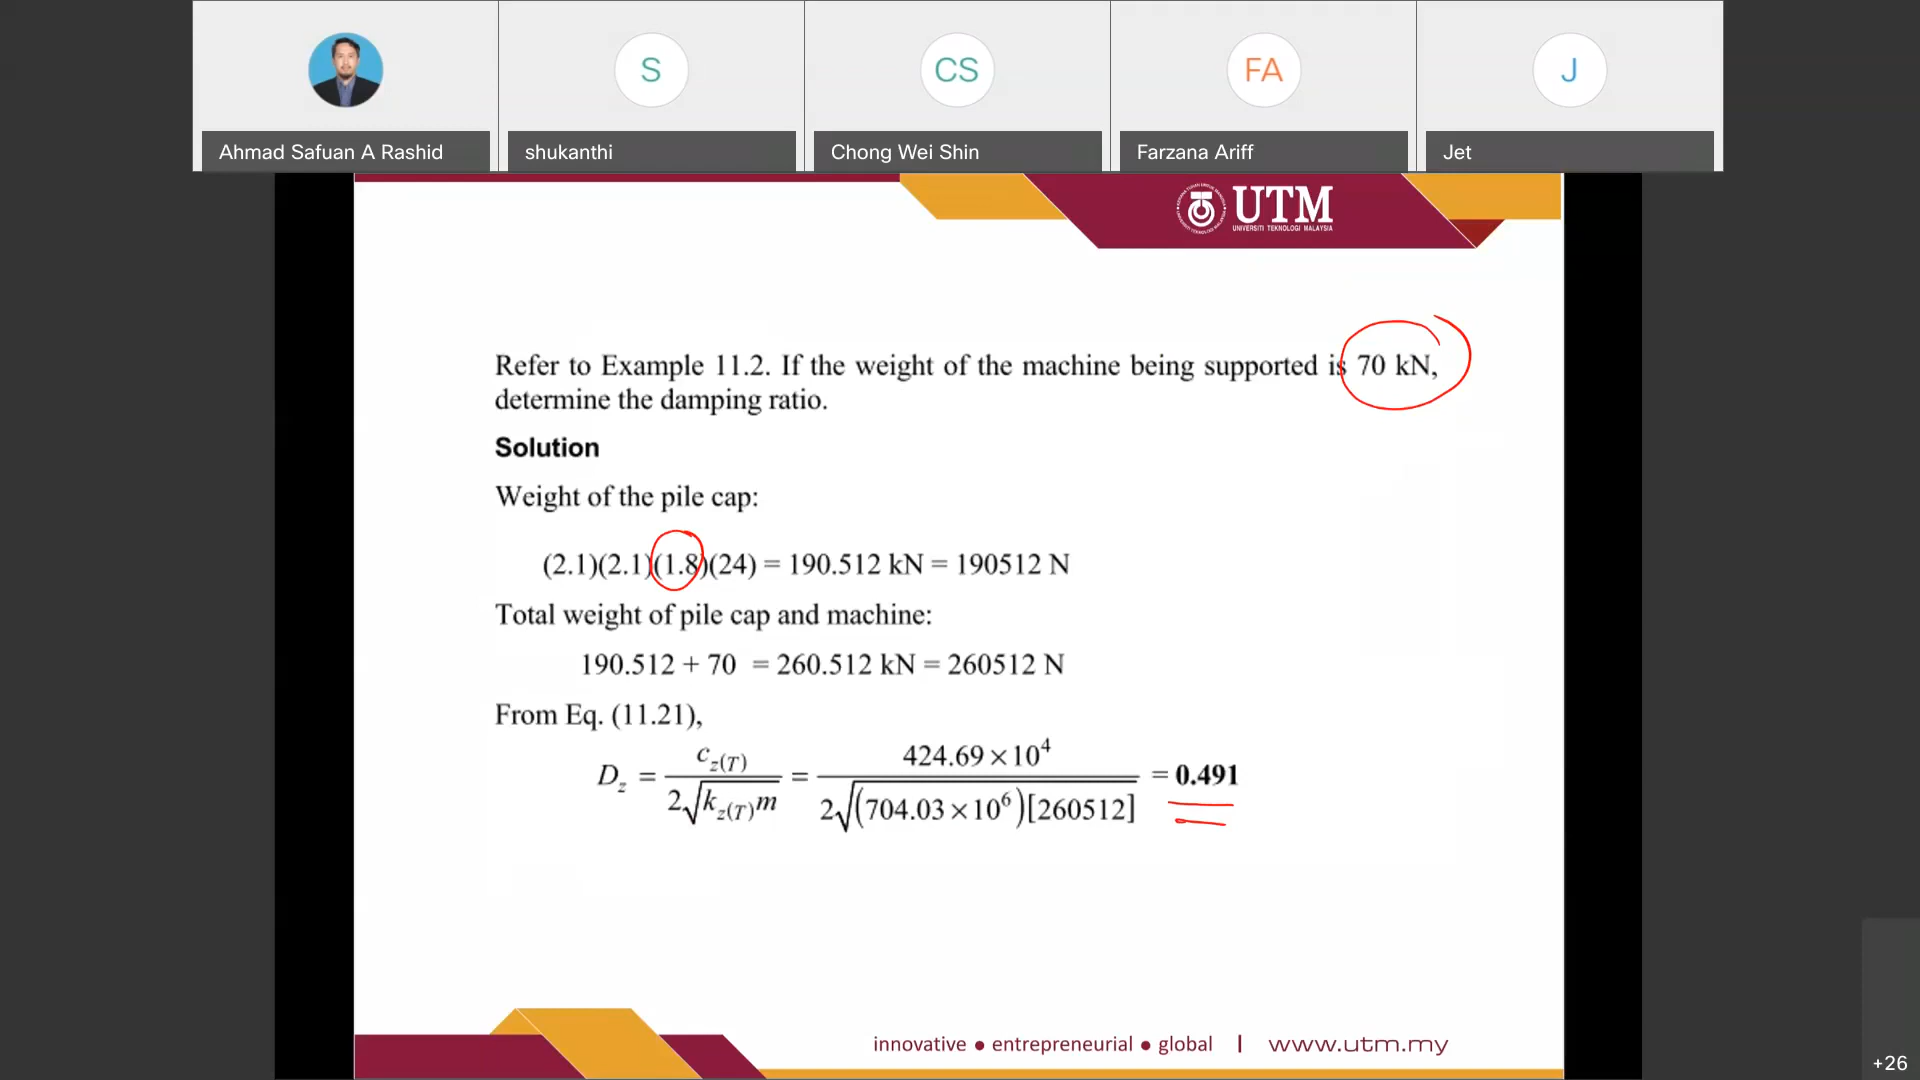 S
CS
FA
J
Ahmad Safuan A Rashid
shukanthi
Chong Wei Shin
Farzana Ariff
Jet
UTM
UNIVERSITI TEKNOLOGI MALAYSIA
Refer to Example 11.2. If the weight of the machine being supported is 70 kN,
determine the damping ratio.
Solution
Weight of the pile cap:
(2.1)(2.1)(1.8)(24) = 190.512 kN = 190512 N
Total weight of pile cap and machine:
190.512 + 70 = 260.512 kN = 260512 N
From Eq. (11.21),
D_z = c_z(T) / 2√(k_z(T)m) = 424.69×10⁴ / 2√((704.03×10⁶)[260512]) = 0.491
innovative ● entrepreneurial ● global | www.utm.my
+26